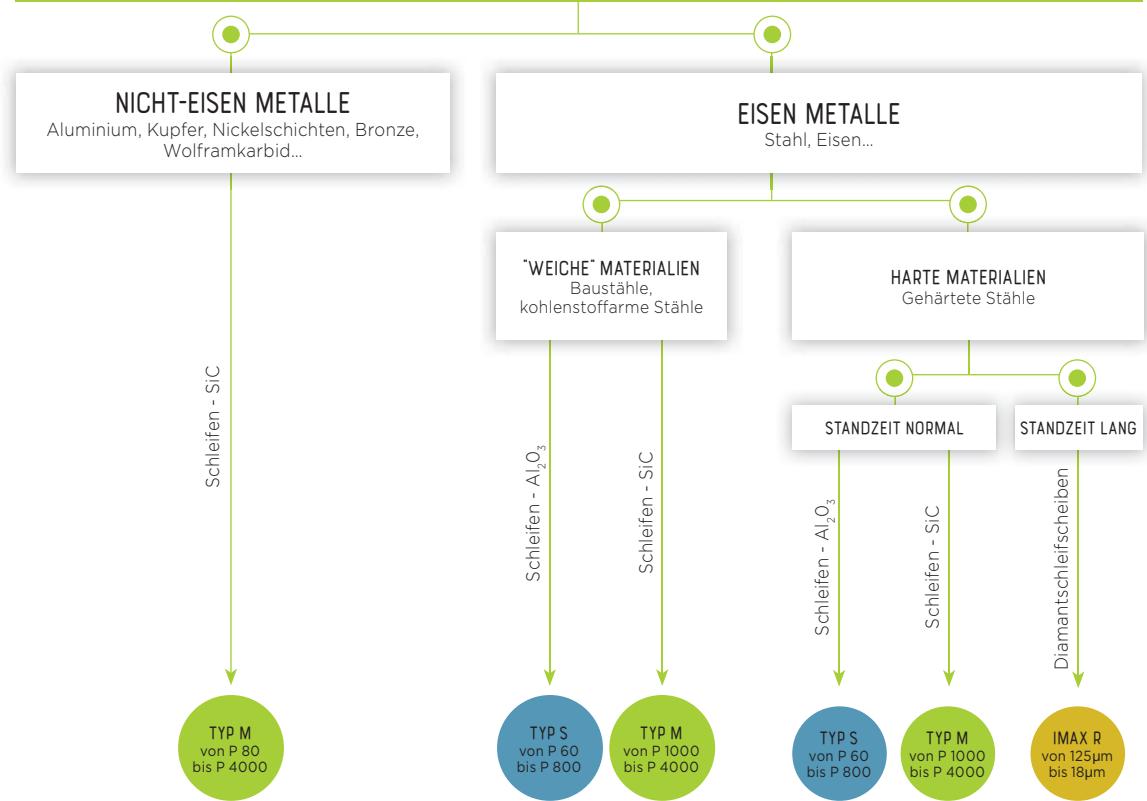 NICHT-EISEN METALLE
Aluminium, Kupfer, Nickelschichten, Bronze,
Wolframkarbid...
EISEN METALLE
Stahl, Eisen...
"WEICHE" MATERIALIEN
Baustähle,
kohlenstoffarme Stähle
HARTE MATERIALIEN
Gehärtete Stähle
STANDZEIT NORMAL
STANDZEIT LANG
Schleifen - SiC
Schleifen - Al₂O₃
Schleifen - SiC
Schleifen - Al₂O₃
Schleifen - SiC
Diamantschleifscheiben
TYP M
von P 80
bis P 4000
TYP S
von P 60
bis P 800
TYP M
von P 1000
bis P 4000
TYP S
von P 60
bis P 800
TYP M
von P 1000
bis P 4000
IMAX R
von 125µm
bis 18µm